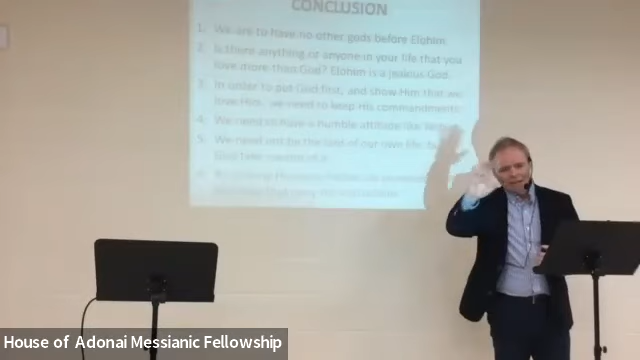 CONCLUSION
1. We are to have no other gods before Elohim.
2. Is there anything or anyone in your life that you
love more than God? Elohim is a jealous God.
3. In order to put God first, and show Him that we
love Him, we need to keep His commandments.
4. We need to have a humble attitude like
5. We need not be the lord of our own life
God take control of it.
House of Adonai Messianic Fellowship